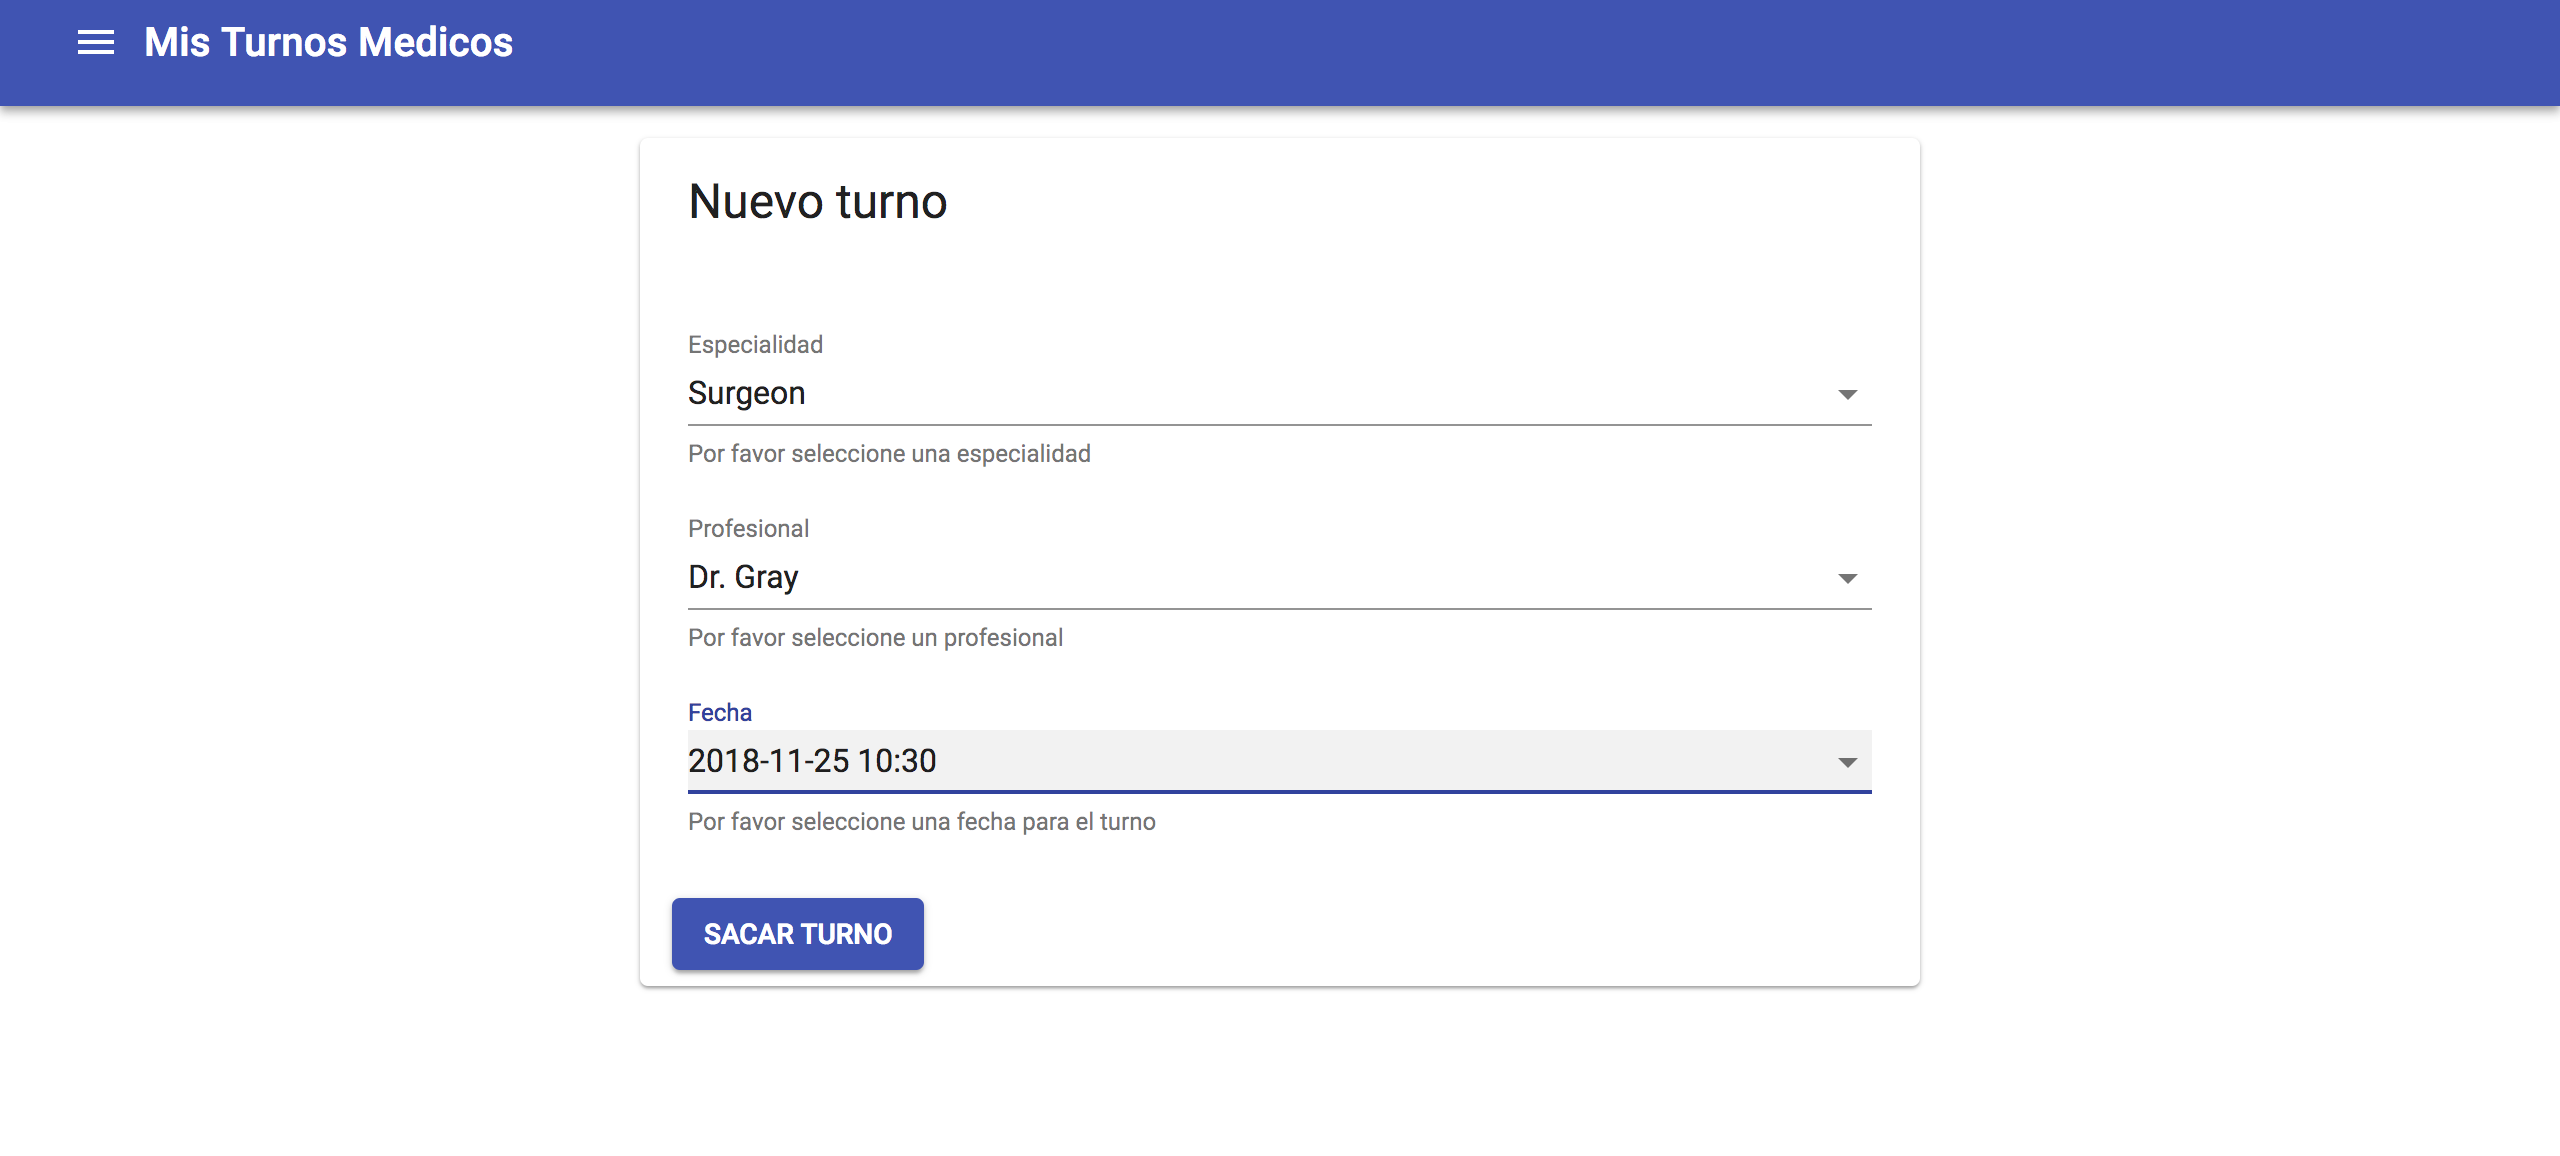 Mis Turnos Medicos
Nuevo turno
Especialidad
Surgeon
Por favor seleccione una especialidad
Profesional
Dr. Gray
Por favor seleccione un profesional
Fecha
2018-11-25 10:30
Por favor seleccione una fecha para el turno
SACAR TURNO